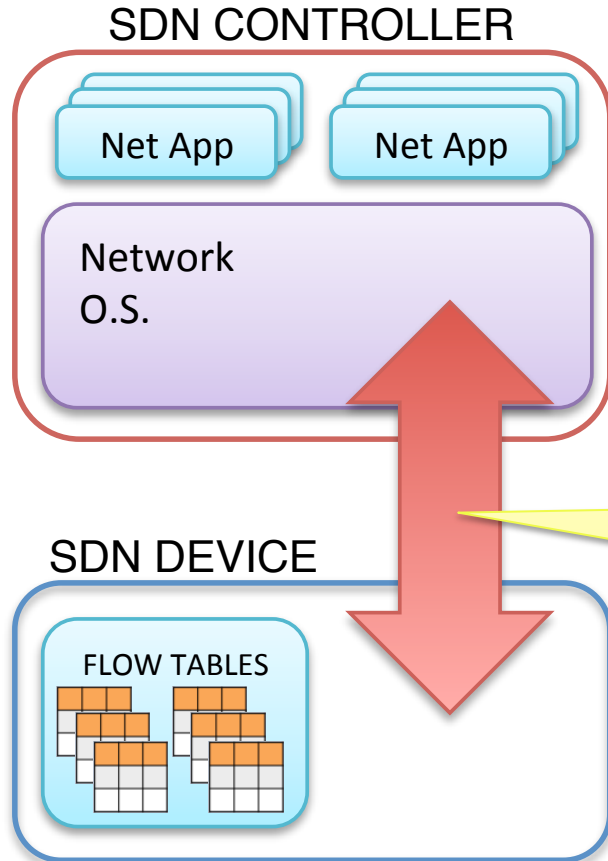 SDN CONTROLLER
Net App
Net App
Network
O.S.
SDN DEVICE
FLOW TABLES